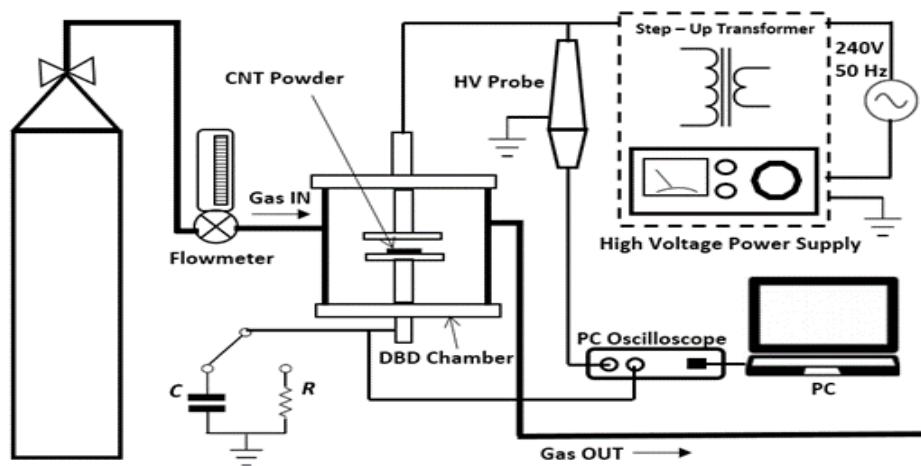 Step – Up Transformer
240V
50 Hz
CNT Powder
HV Probe
Gas IN
Flowmeter
High Voltage Power Supply
DBD Chamber
PC Oscilloscope
PC
C
R
Gas OUT